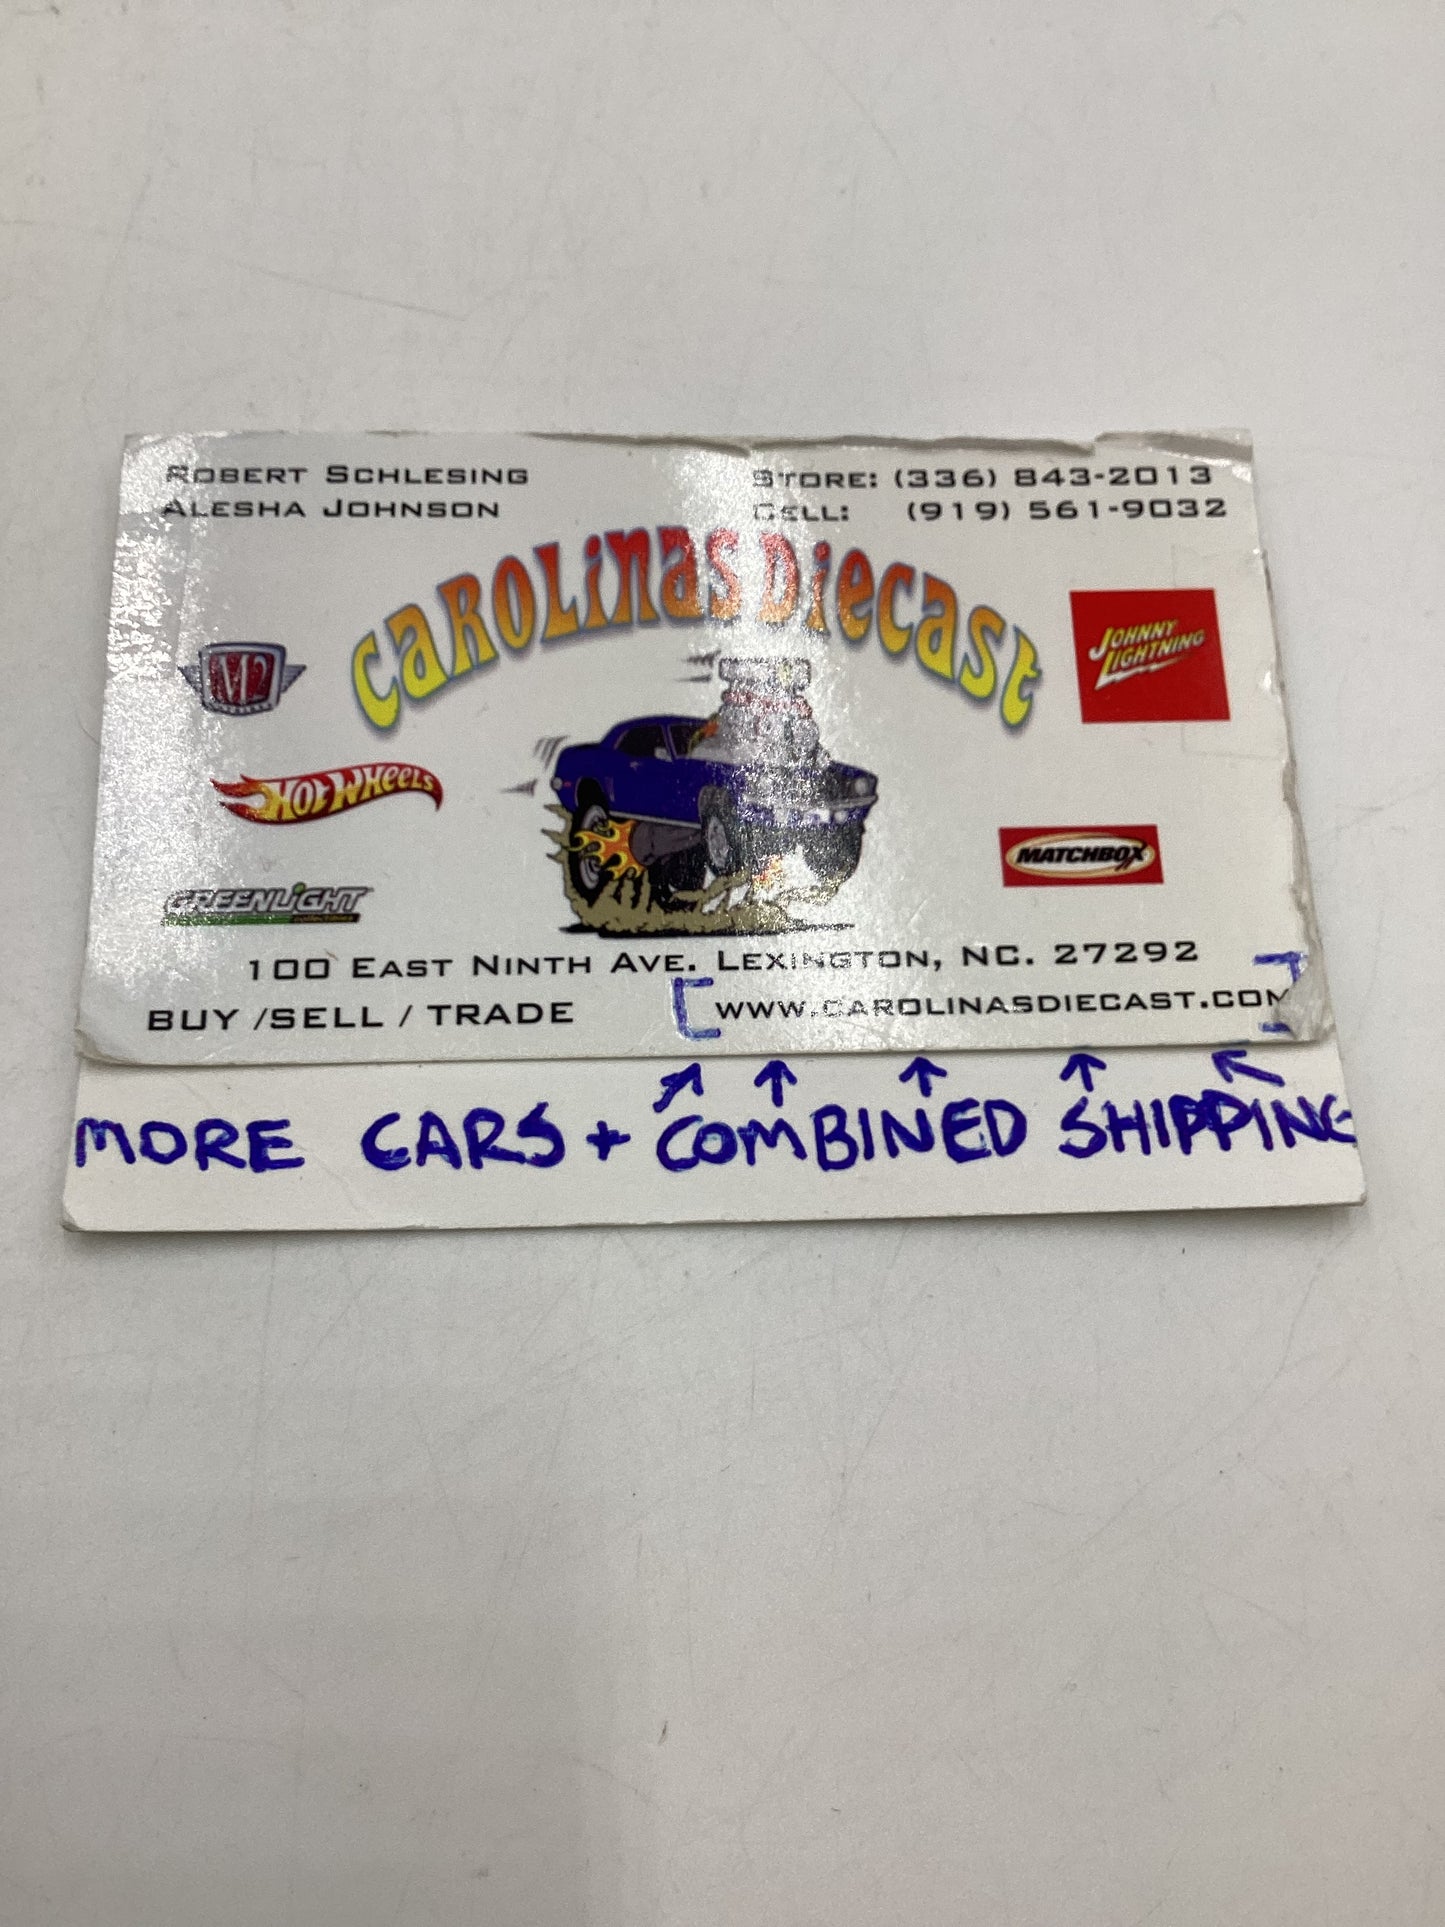 ROBERT SCHLESING
ALESHA JOHNSON
STORE: (336) 843-2013
CELL: (919) 561-9032
CAROLINAS DIECAST
M2
JOHNNY
LIGHTNING
HOT WHEELS
MATCHBOX
GREENLIGHT
collectibles
100 EAST NINTH AVE. LEXINGTON, NC. 27292
BUY /SELL / TRADE
WWW.CAROLINASDIECAST.COM
MORE CARS + COMBINED SHIPPING